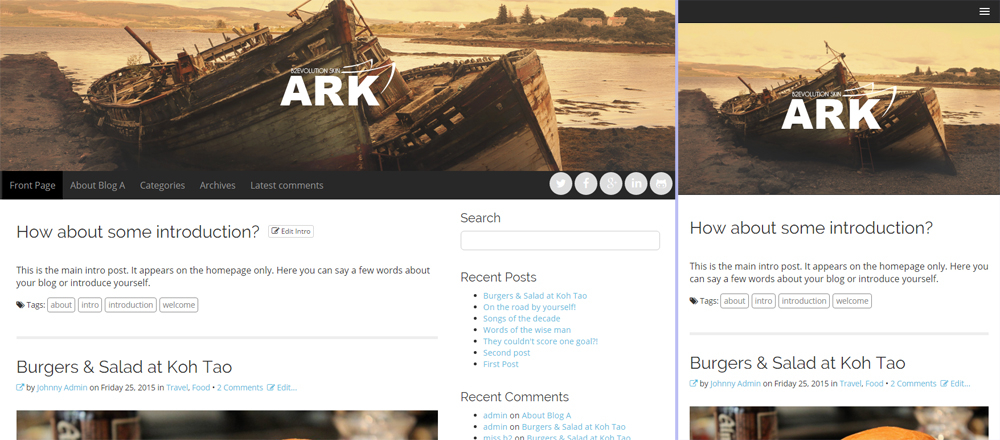 B2EVOLUTION SKIN
ARK
Front Page
About Blog A
Categories
Archives
Latest comments
How about some introduction?
Edit Intro
This is the main intro post. It appears on the homepage only. Here you can say a few words about
your blog or introduce yourself.
Tags: about intro introduction welcome
Burgers & Salad at Koh Tao
by Johnny Admin on Friday 25, 2015 in Travel, Food • 2 Comments Edit...
Search
Recent Posts
Burgers & Salad at Koh Tao
On the road by yourself!
Songs of the decade
Words of the wise man
They couldn't score one goal?!
Second post
First Post
Recent Comments
admin on About Blog A
admin on Burgers & Salad at Koh Tao
miss b2 on Burgers & Salad at Koh Tao
B2EVOLUTION SKIN
ARK
How about some introduction?
This is the main intro post. It appears on the homepage only. Here you
can say a few words about your blog or introduce yourself.
Tags: about intro introduction welcome
Burgers & Salad at Koh Tao
by Johnny Admin on Friday 25, 2015 in Travel, Food • 2 Comments Edit...